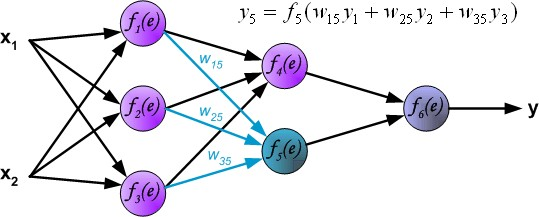 y₅ = f₅(w₁₅y₁ + w₂₅y₂ + w₃₅y₃)
f₁(e)
x₁
w₁₅
f₄(e)
f₂(e)
w₂₅
f₆(e)
y
x₂
w₃₅
f₅(e)
f₃(e)